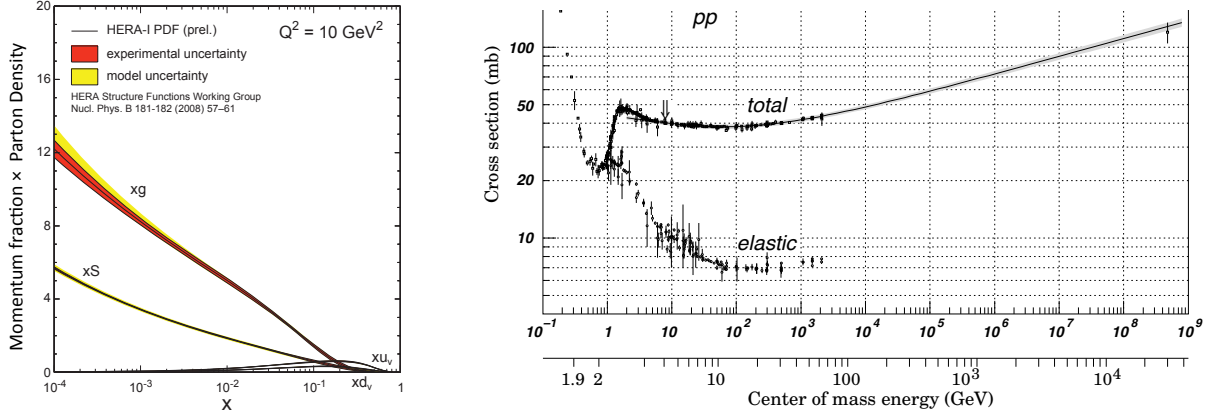 20
16
12
8
4
0
Momentum fraction × Parton Density
HERA-I PDF (prel.)
experimental uncertainty
model uncertainty
HERA Structure Functions Working Group
Nucl. Phys. B 181-182 (2008) 57–61
Q² = 10 GeV²
xg
xS
xuᵥ
xdᵥ
10⁻⁴ 10⁻³ 10⁻² 10⁻¹ 1
x
pp
Cross section (mb)
100
50
20
10
total
elastic
10⁻¹ 1 10 10² 10³ 10⁴ 10⁵ 10⁶ 10⁷ 10⁸ 10⁹
1.9 2 10 100 10³ 10⁴
Center of mass energy (GeV)